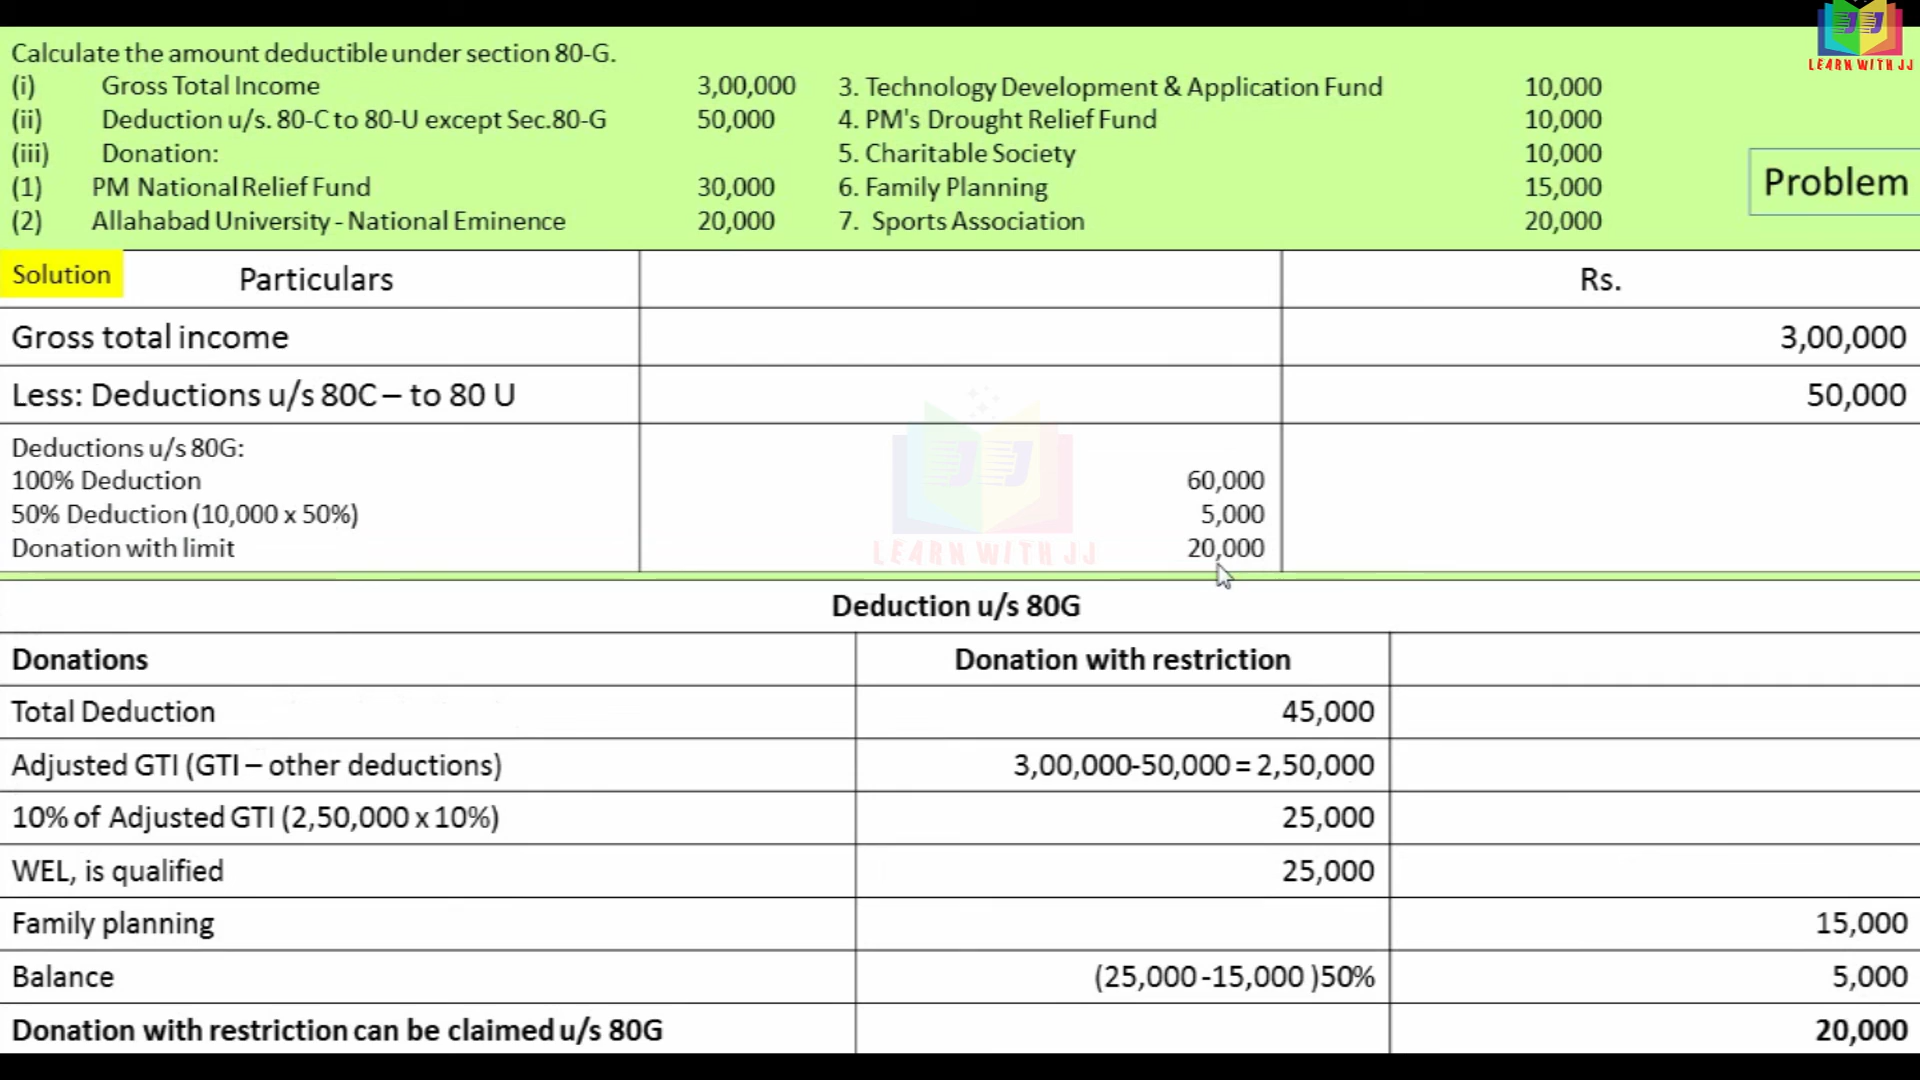 LEARN WITH JJ
Calculate the amount deductible under section 80-G.
(i) Gross Total Income 3,00,000
(ii) Deduction u/s. 80-C to 80-U except Sec.80-G 50,000
(iii) Donation:
(1) PM National Relief Fund 30,000
(2) Allahabad University - National Eminence 20,000
3. Technology Development & Application Fund 10,000
4. PM's Drought Relief Fund 10,000
5. Charitable Society 10,000
6. Family Planning 15,000
7. Sports Association 20,000
Problem
Solution Particulars Rs.
Gross total income 3,00,000
Less: Deductions u/s 80C – to 80 U 50,000
Deductions u/s 80G:
100% Deduction 60,000
50% Deduction (10,000 x 50%) 5,000
Donation with limit 20,000
LEARN WITH JJ
Deduction u/s 80G
Donations Donation with restriction
Total Deduction 45,000
Adjusted GTI (GTI – other deductions) 3,00,000-50,000 = 2,50,000
10% of Adjusted GTI (2,50,000 x 10%) 25,000
WEL, is qualified 25,000
Family planning 15,000
Balance (25,000 -15,000 )50% 5,000
Donation with restriction can be claimed u/s 80G 20,000